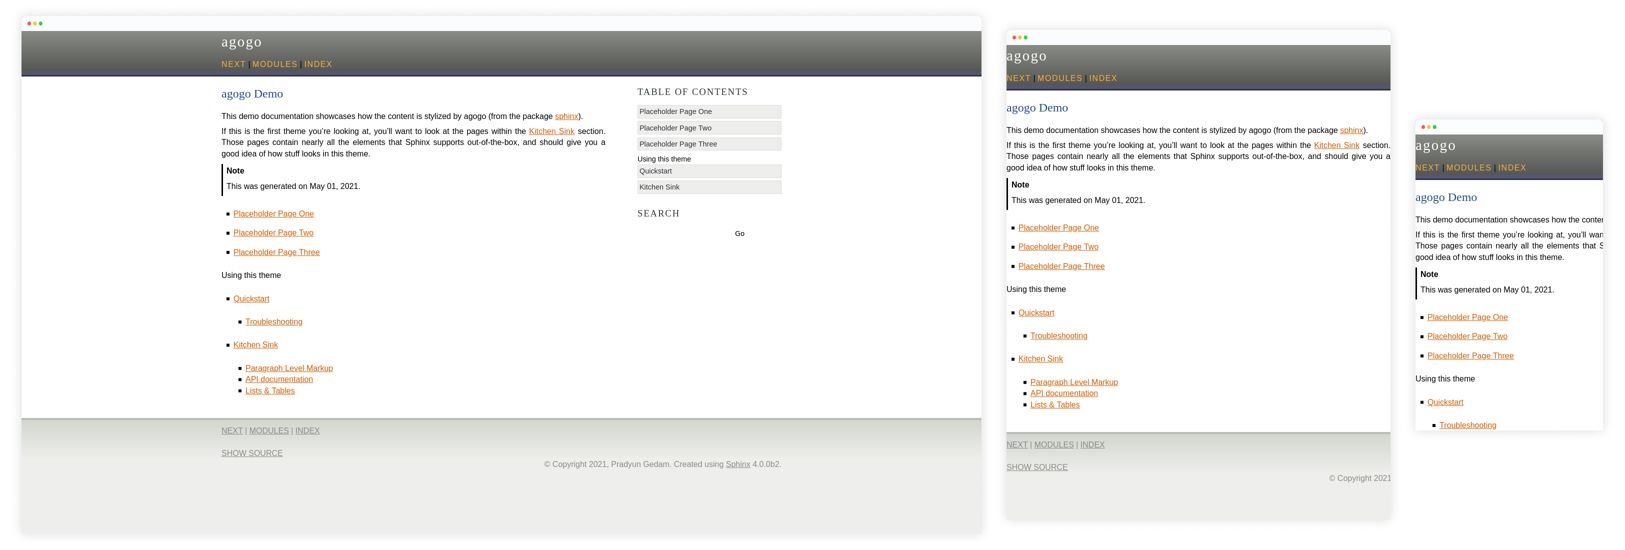 agogo
NEXT | MODULES | INDEX
agogo Demo
This demo documentation showcases how the content is stylized by agogo (from the package sphinx).
If this is the first theme you're looking at, you'll want to look at the pages within the Kitchen Sink section.
Those pages contain nearly all the elements that Sphinx supports out-of-the-box, and should give you a
good idea of how stuff looks in this theme.
Note
This was generated on May 01, 2021.
Placeholder Page One
Placeholder Page Two
Placeholder Page Three
Using this theme
Quickstart
Troubleshooting
Kitchen Sink
Paragraph Level Markup
API documentation
Lists & Tables
TABLE OF CONTENTS
Placeholder Page One
Placeholder Page Two
Placeholder Page Three
Using this theme
Quickstart
Kitchen Sink
SEARCH
Go
NEXT | MODULES | INDEX
SHOW SOURCE
© Copyright 2021, Pradyun Gedam. Created using Sphinx 4.0.0b2.
agogo
NEXT | MODULES | INDEX
agogo Demo
This demo documentation showcases how the content is stylized by agogo (from the package sphinx).
If this is the first theme you're looking at, you'll want to look at the pages within the Kitchen Sink section.
Those pages contain nearly all the elements that Sphinx supports out-of-the-box, and should give you a
good idea of how stuff looks in this theme.
Note
This was generated on May 01, 2021.
Placeholder Page One
Placeholder Page Two
Placeholder Page Three
Using this theme
Quickstart
Troubleshooting
Kitchen Sink
Paragraph Level Markup
API documentation
Lists & Tables
NEXT | MODULES | INDEX
SHOW SOURCE
© Copyright 2021
agogo
NEXT | MODULES | INDEX
agogo Demo
This demo documentation showcases how the
If this is the first theme you're looking at, you'll
Those pages contain nearly all the elements that
good idea of how stuff looks in this theme.
Note
This was generated on May 01, 2021.
Placeholder Page One
Placeholder Page Two
Placeholder Page Three
Using this theme
Quickstart
Troubleshooting